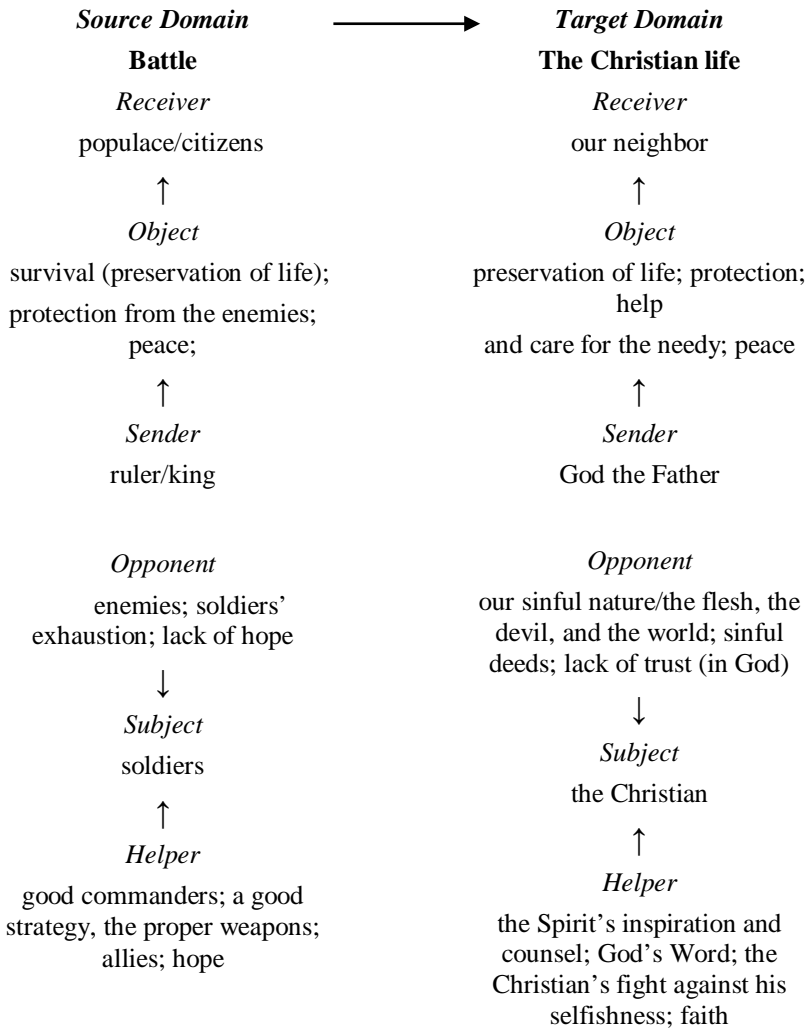 Source Domain
Battle
Receiver
populace/citizens
↑
Object
survival (preservation of life);
protection from the enemies;
peace;
↑
Sender
ruler/king
Opponent
enemies; soldiers’
exhaustion; lack of hope
↓
Subject
soldiers
↑
Helper
good commanders; a good
strategy, the proper weapons;
allies; hope
Target Domain
The Christian life
Receiver
our neighbor
↑
Object
preservation of life; protection;
help
and care for the needy; peace
↑
Sender
God the Father
Opponent
our sinful nature/the flesh, the
devil, and the world; sinful
deeds; lack of trust (in God)
↓
Subject
the Christian
↑
Helper
the Spirit’s inspiration and
counsel; God’s Word; the
Christian’s fight against his
selfishness; faith